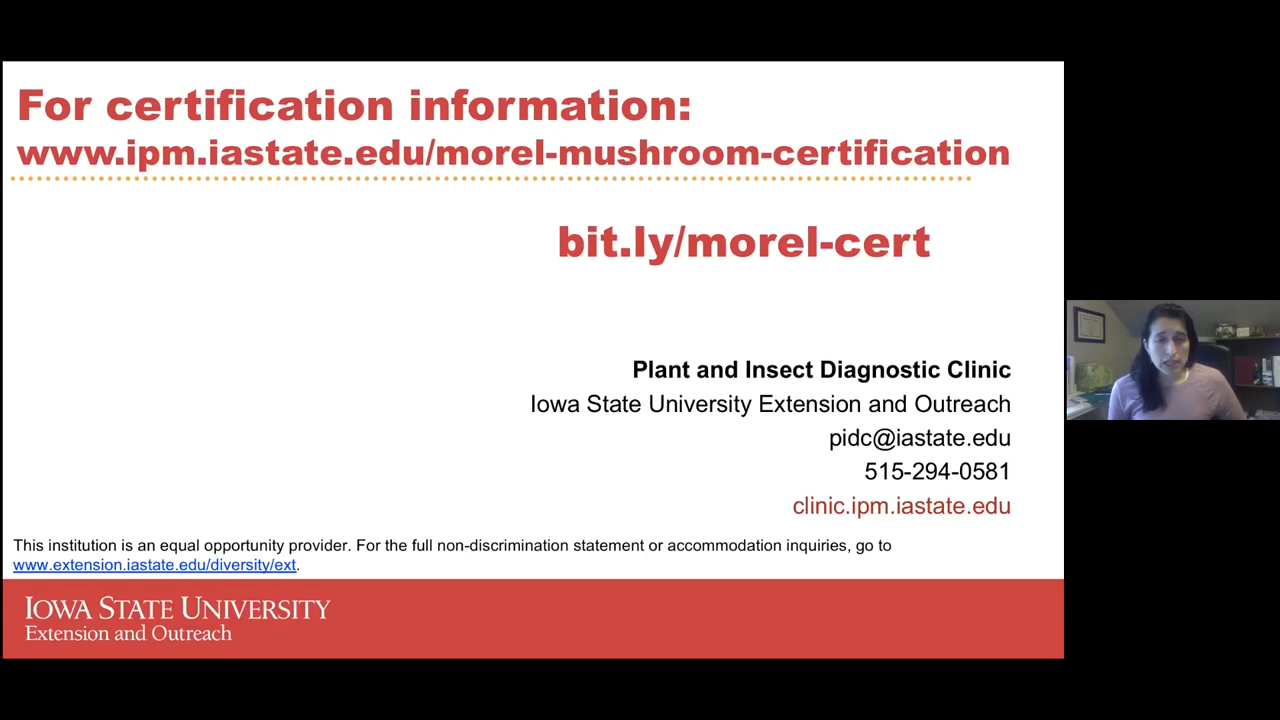 For certification information:
www.ipm.iastate.edu/morel-mushroom-certification
bit.ly/morel-cert
Plant and Insect Diagnostic Clinic
Iowa State University Extension and Outreach
pidc@iastate.edu
515-294-0581
clinic.ipm.iastate.edu
This institution is an equal opportunity provider. For the full non-discrimination statement or accommodation inquiries, go to
www.extension.iastate.edu/diversity/ext.
IOWA STATE UNIVERSITY
Extension and Outreach